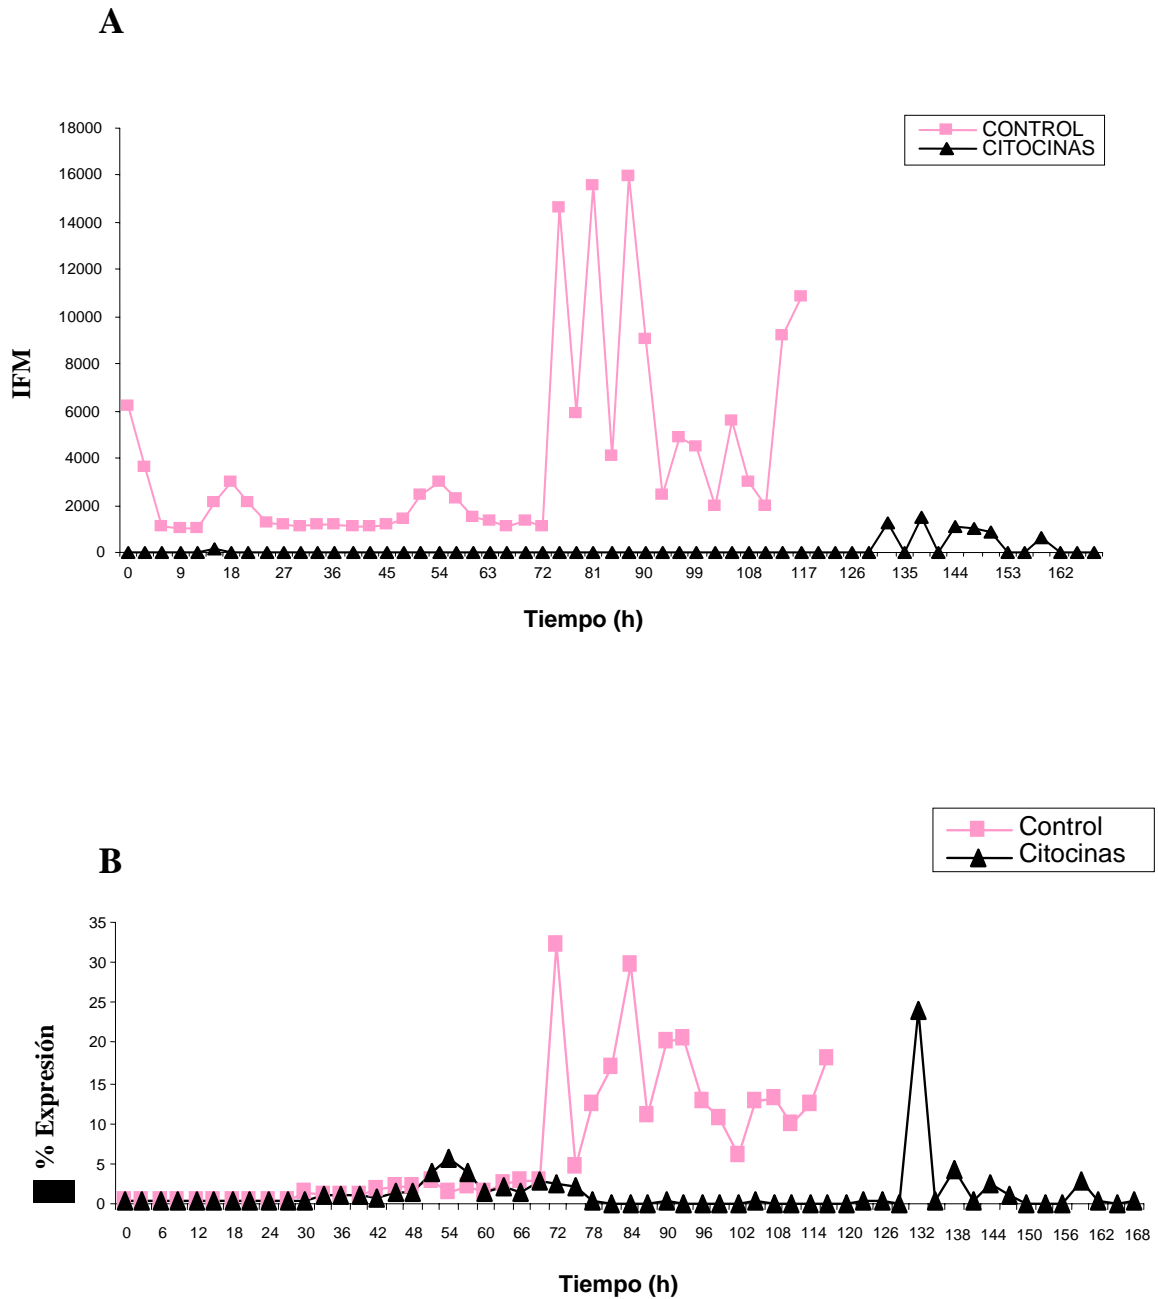 A
CONTROL
CITOCINAS
18000
16000
14000
12000
10000
8000
6000
4000
2000
0
IFM
0 9 18 27 36 45 54 63 72 81 90 99 108 117 126 135 144 153 162
Tiempo (h)
Control
Citocinas
B
35
30
25
20
15
10
5
0
% Expresión
0 6 12 18 24 30 36 42 48 54 60 66 72 78 84 90 96 102 108 114 120 126 132 138 144 150 156 162 168
Tiempo (h)